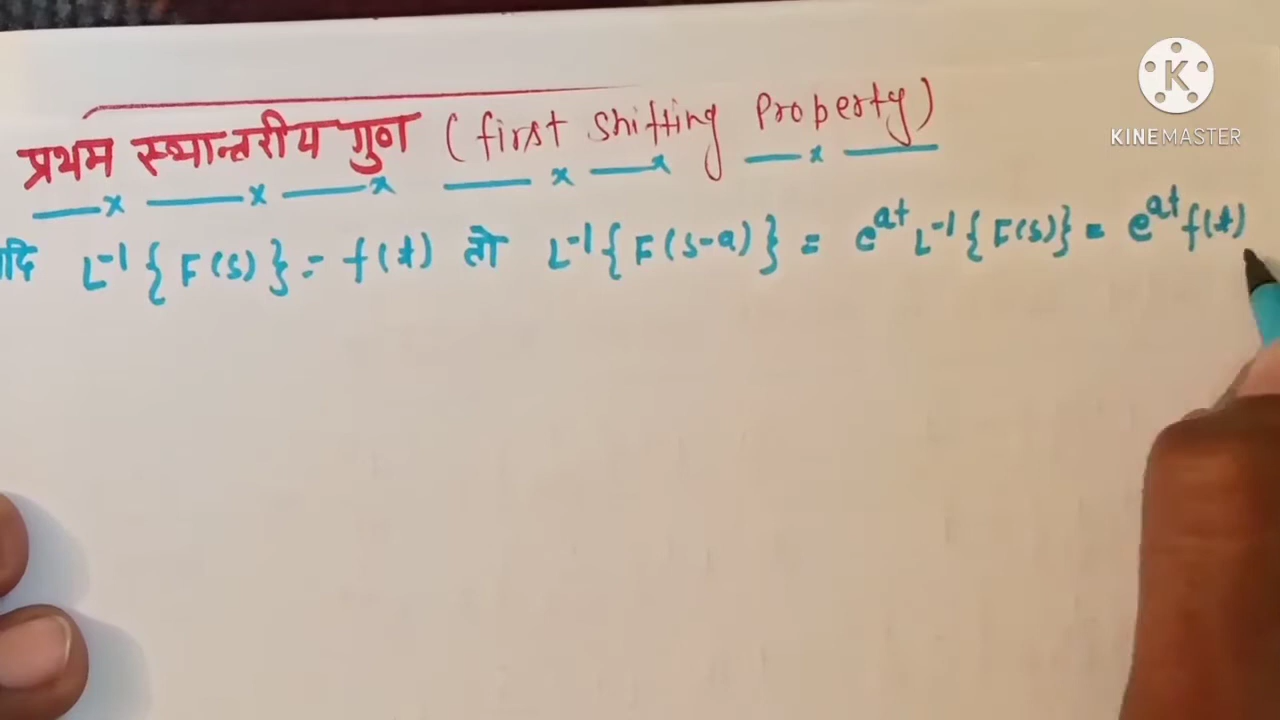 प्रथम स्थान्तरीय गुण (first shifting Property)
यदि L⁻¹{F(s)} = f(t) तो L⁻¹{F(s-a)} = e^{at} L⁻¹{F(s)} = e^{at} f(t)
KINEMASTER